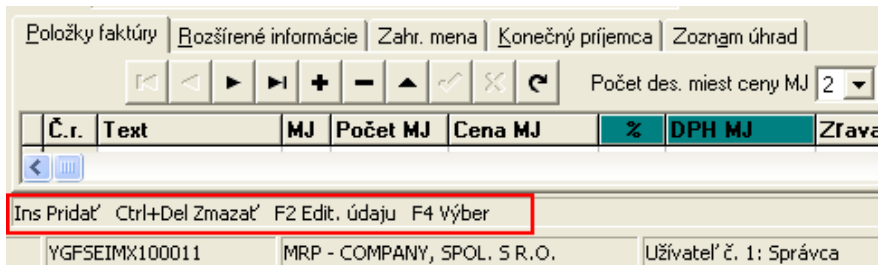 Položky faktúry Rozšírené informácie Zahr. mena Konečný príjemca Zoznam úhrad
Počet des. miest ceny MJ 2
Č.r. Text MJ Počet MJ Cena MJ % DPH MJ Zľava
Ins Pridať Ctrl+Del Zmazať F2 Edit. údaju F4 Výber
YGFSEIMX100011 MRP - COMPANY, SPOL. S R.O. Užívateľ č. 1: Správca